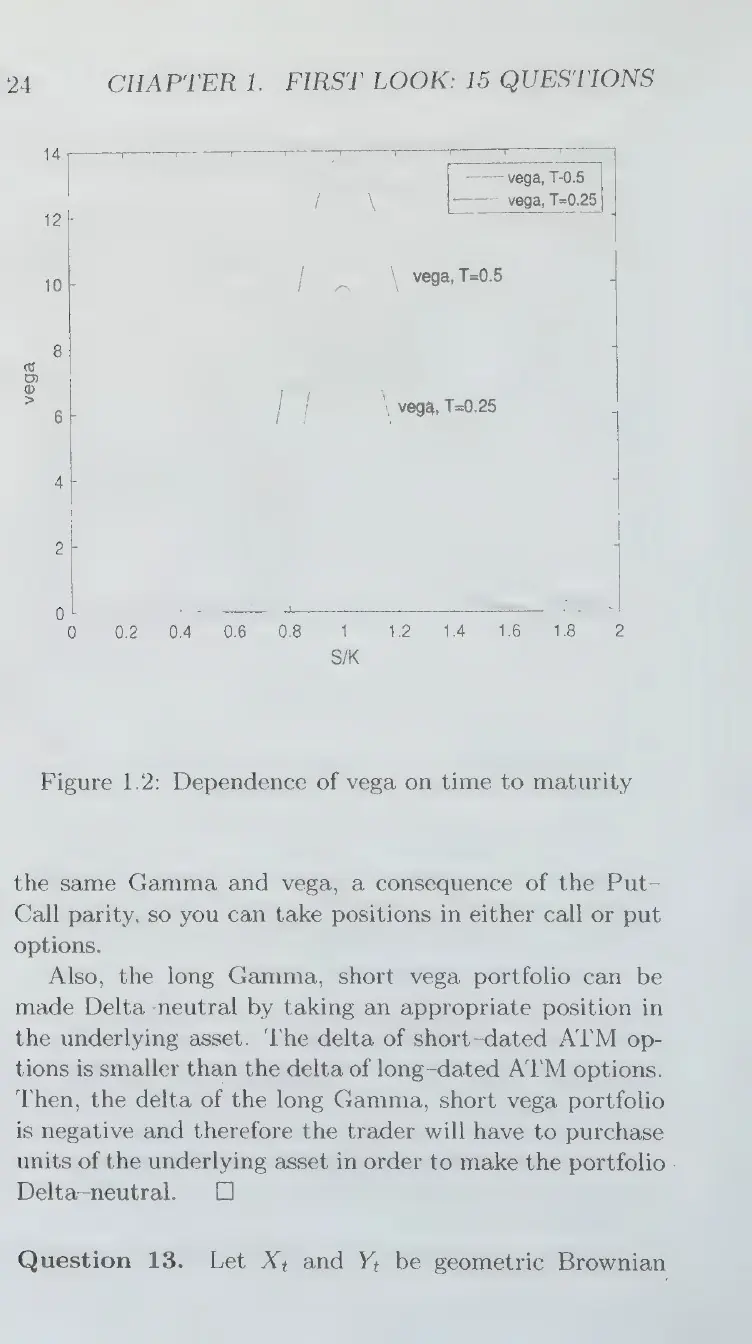 24 CHAPTER 1. FIRST LOOK: 15 QUESTIONS
14
vega, T-0.5
vega, T=0.25
12
10
vega, T=0.5
8
vega
6
vega, T=0.25
4
2
0
0 0.2 0.4 0.6 0.8 1 1.2 1.4 1.6 1.8 2
S/K
Figure 1.2: Dependence of vega on time to maturity
the same Gamma and vega, a consequence of the Put–
Call parity, so you can take positions in either call or put
options.
Also, the long Gamma, short vega portfolio can be
made Delta–neutral by taking an appropriate position in
the underlying asset. The delta of short–dated ATM op-
tions is smaller than the delta of long–dated ATM options.
Then, the delta of the long Gamma, short vega portfolio
is negative and therefore the trader will have to purchase
units of the underlying asset in order to make the portfolio
Delta–neutral. □
Question 13. Let Xₜ and Yₜ be geometric Brownian